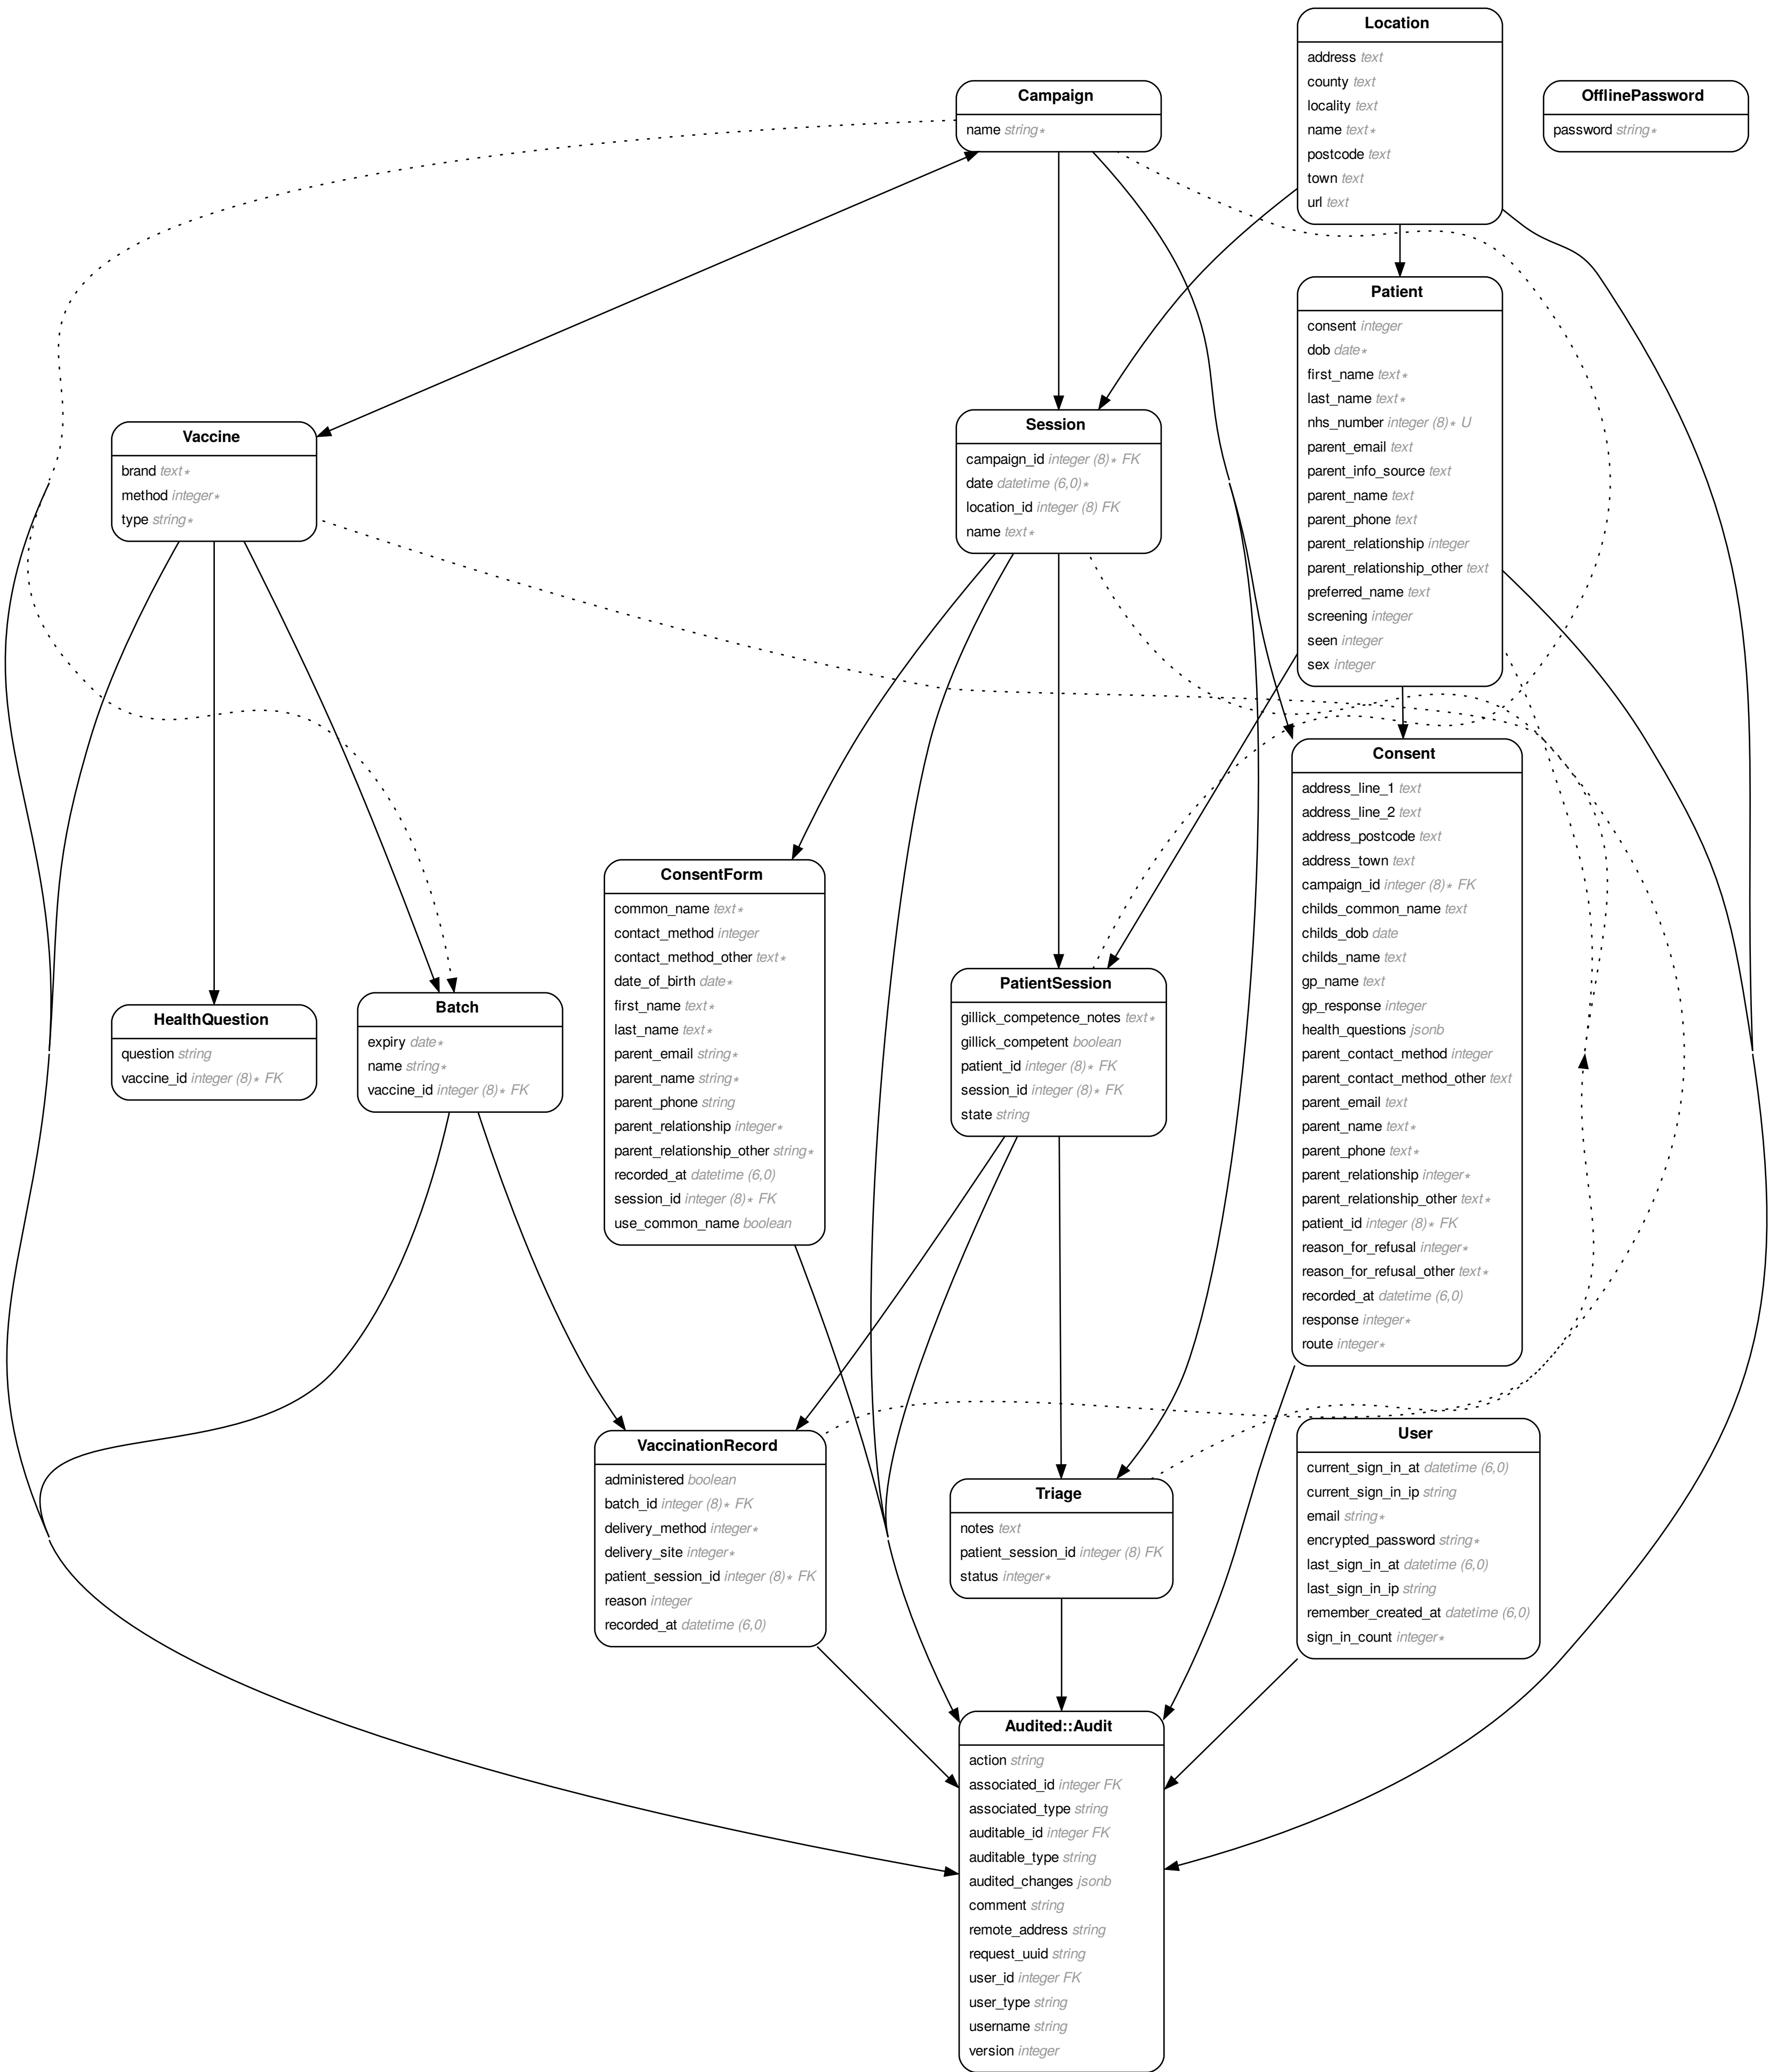 Location
address text
county text
locality text
name text∗
postcode text
town text
url text
Campaign
name string∗
OfflinePassword
password string∗
Patient
consent integer
dob date∗
first_name text∗
last_name text∗
nhs_number integer (8)∗ U
parent_email text
parent_info_source text
parent_name text
parent_phone text
parent_relationship integer
parent_relationship_other text
preferred_name text
screening integer
seen integer
sex integer
Vaccine
brand text∗
method integer∗
type string∗
Session
campaign_id integer (8)∗ FK
date datetime (6,0)∗
location_id integer (8) FK
name text∗
Consent
address_line_1 text
address_line_2 text
address_postcode text
address_town text
campaign_id integer (8)∗ FK
childs_common_name text
childs_dob date
childs_name text
gp_name text
gp_response integer
health_questions jsonb
parent_contact_method integer
parent_contact_method_other text
parent_email text
parent_name text∗
parent_phone text∗
parent_relationship integer∗
parent_relationship_other text∗
patient_id integer (8)∗ FK
reason_for_refusal integer∗
reason_for_refusal_other text∗
recorded_at datetime (6,0)
response integer∗
route integer∗
ConsentForm
common_name text∗
contact_method integer
contact_method_other text∗
date_of_birth date∗
first_name text∗
last_name text∗
parent_email string∗
parent_name string∗
parent_phone string
parent_relationship integer∗
parent_relationship_other string∗
recorded_at datetime (6,0)
session_id integer (8)∗ FK
use_common_name boolean
PatientSession
gillick_competence_notes text∗
gillick_competent boolean
patient_id integer (8)∗ FK
session_id integer (8)∗ FK
state string
HealthQuestion
question string
vaccine_id integer (8)∗ FK
Batch
expiry date∗
name string∗
vaccine_id integer (8)∗ FK
VaccinationRecord
administered boolean
batch_id integer (8)∗ FK
delivery_method integer∗
delivery_site integer∗
patient_session_id integer (8)∗ FK
reason integer
recorded_at datetime (6,0)
Triage
notes text
patient_session_id integer (8) FK
status integer∗
User
current_sign_in_at datetime (6,0)
current_sign_in_ip string
email string∗
encrypted_password string∗
last_sign_in_at datetime (6,0)
last_sign_in_ip string
remember_created_at datetime (6,0)
sign_in_count integer∗
Audited::Audit
action string
associated_id integer FK
associated_type string
auditable_id integer FK
auditable_type string
audited_changes jsonb
comment string
remote_address string
request_uuid string
user_id integer FK
user_type string
username string
version integer